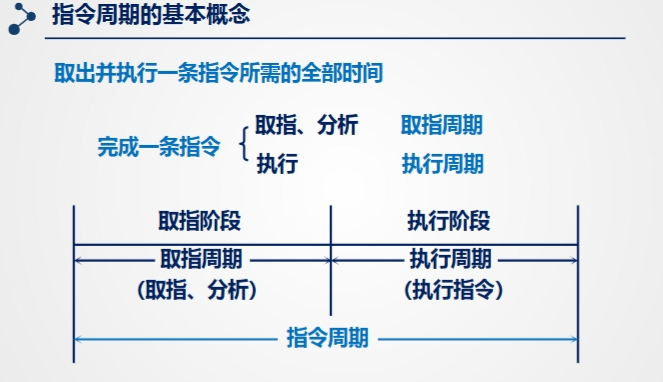 指令周期的基本概念
取出并执行一条指令所需的全部时间
完成一条指令
取指、分析 取指周期
执行 执行周期
取指阶段 执行阶段
取指周期 执行周期
（取指、分析） （执行指令）
指令周期